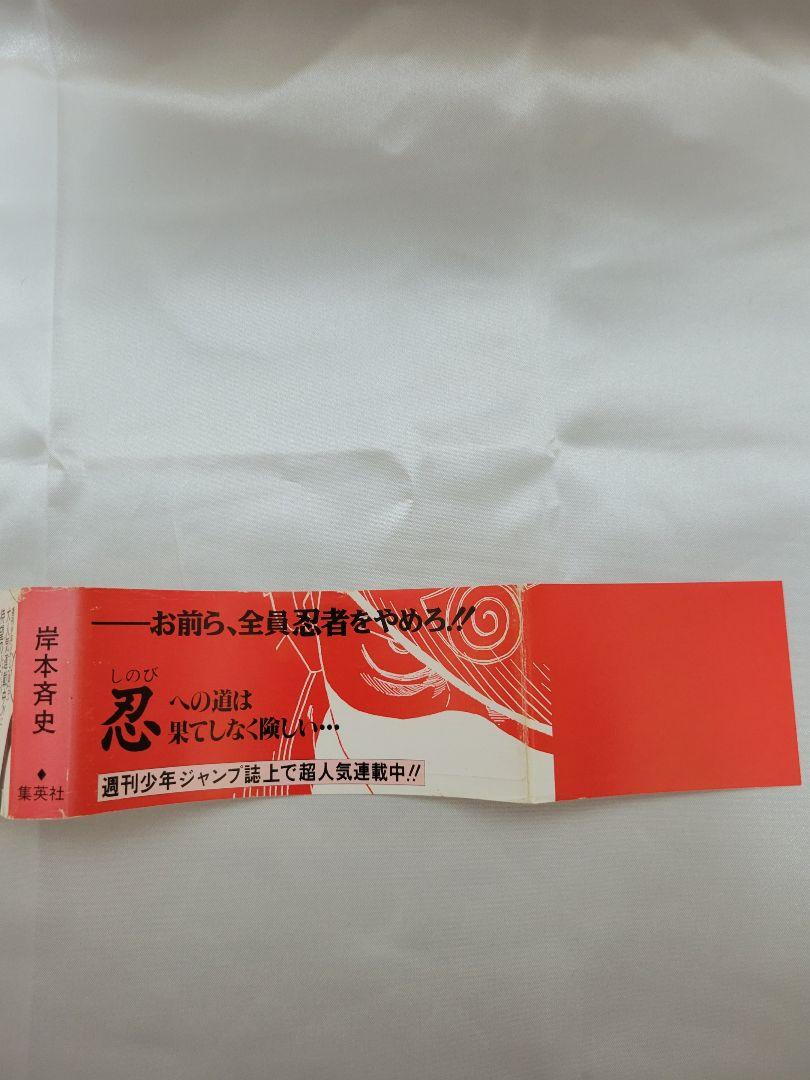 岸本斉史
集英社
――お前ら、全員忍者をやめろ!!
しのび
忍への道は
果てしなく険しい…
週刊少年ジャンプ誌上で超人気連載中!!